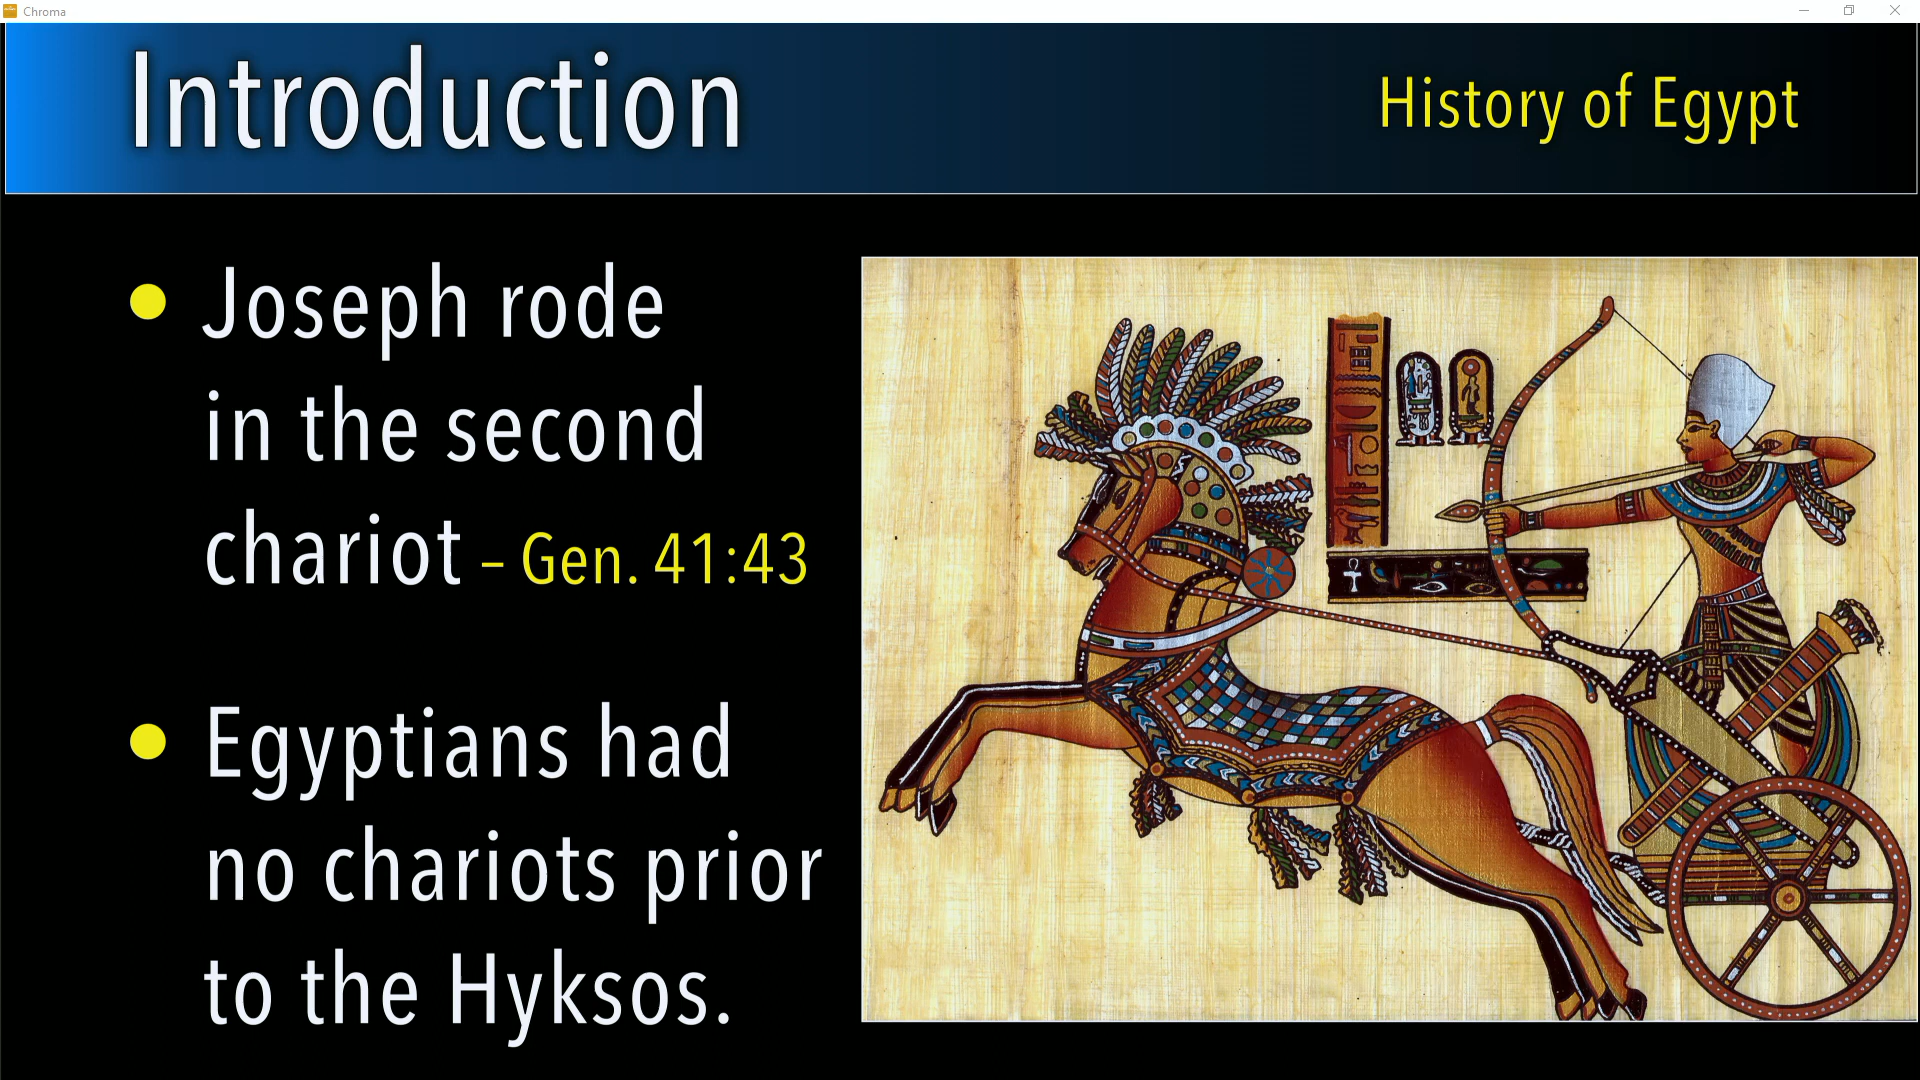 Chroma
Introduction
History of Egypt
Joseph rode
in the second
chariot – Gen. 41:43
Egyptians had
no chariots prior
to the Hyksos.